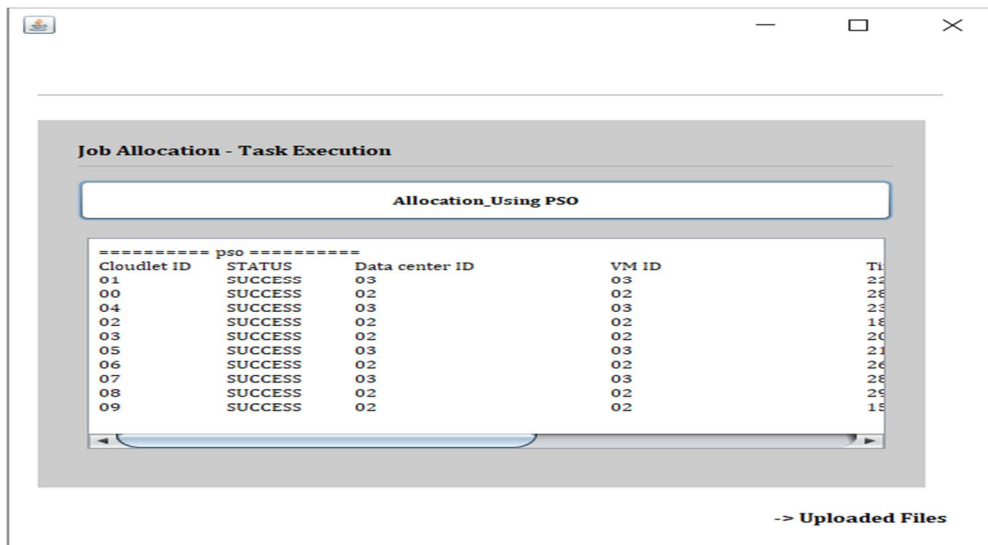 Job Allocation - Task Execution
Allocation_Using PSO
========== pso ==========
Cloudlet ID STATUS Data center ID VM ID
01 SUCCESS 03 03
00 SUCCESS 02 02
04 SUCCESS 03 03
02 SUCCESS 02 02
03 SUCCESS 02 02
05 SUCCESS 03 03
06 SUCCESS 02 02
07 SUCCESS 03 03
08 SUCCESS 02 02
09 SUCCESS 02 02
-> Uploaded Files